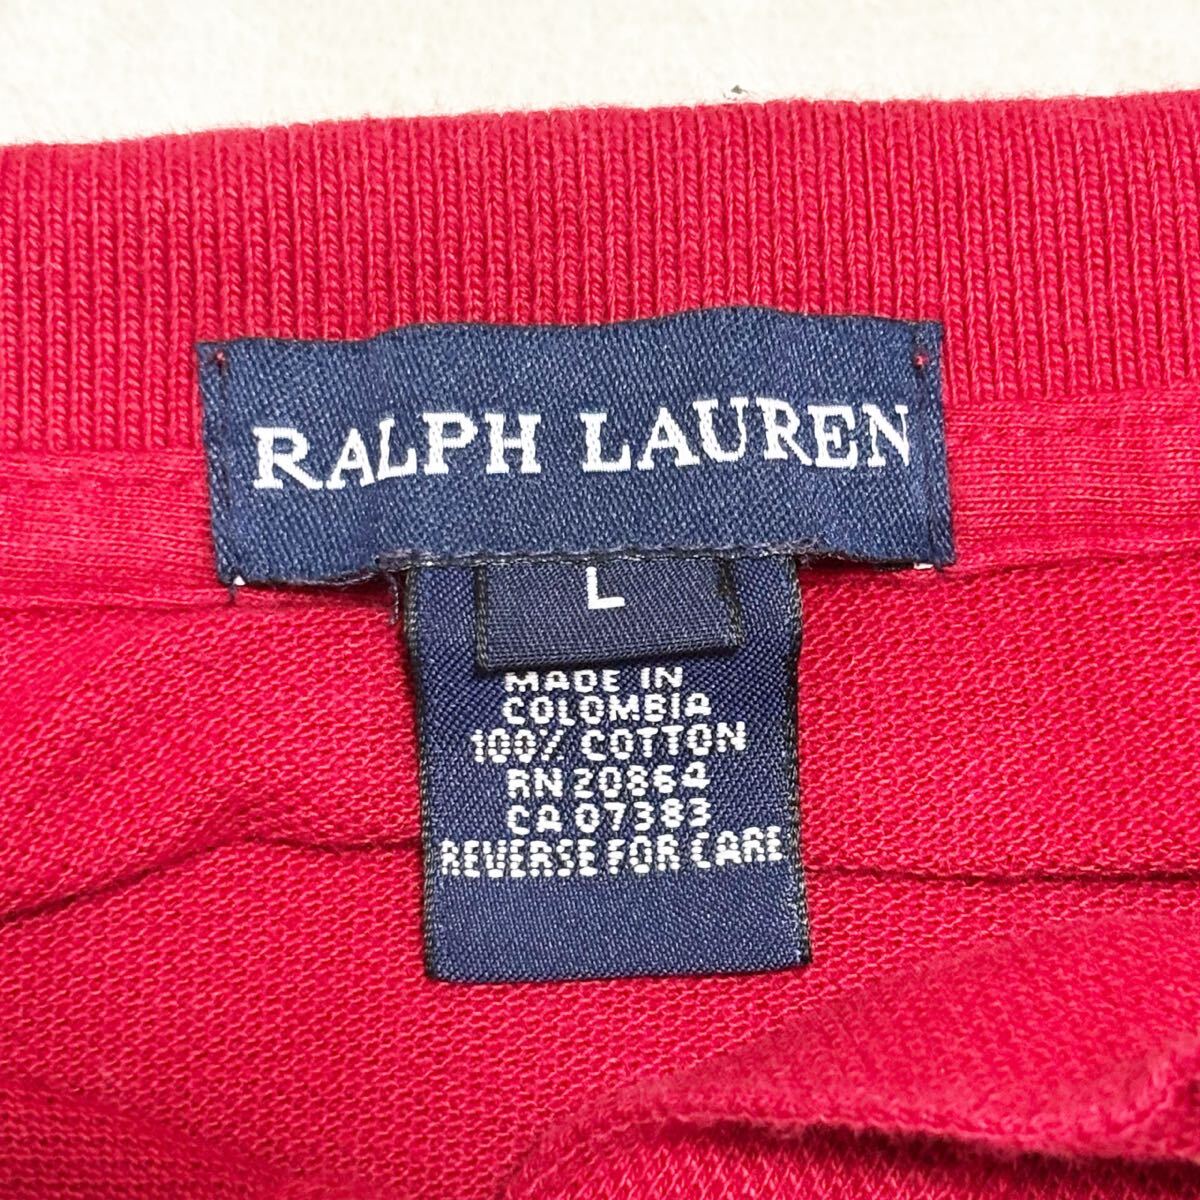 RALPH LAUREN
L
MADE IN
COLOMBIA
100% COTTON
RN 20864
CA 07383
REVERSE FOR CARE